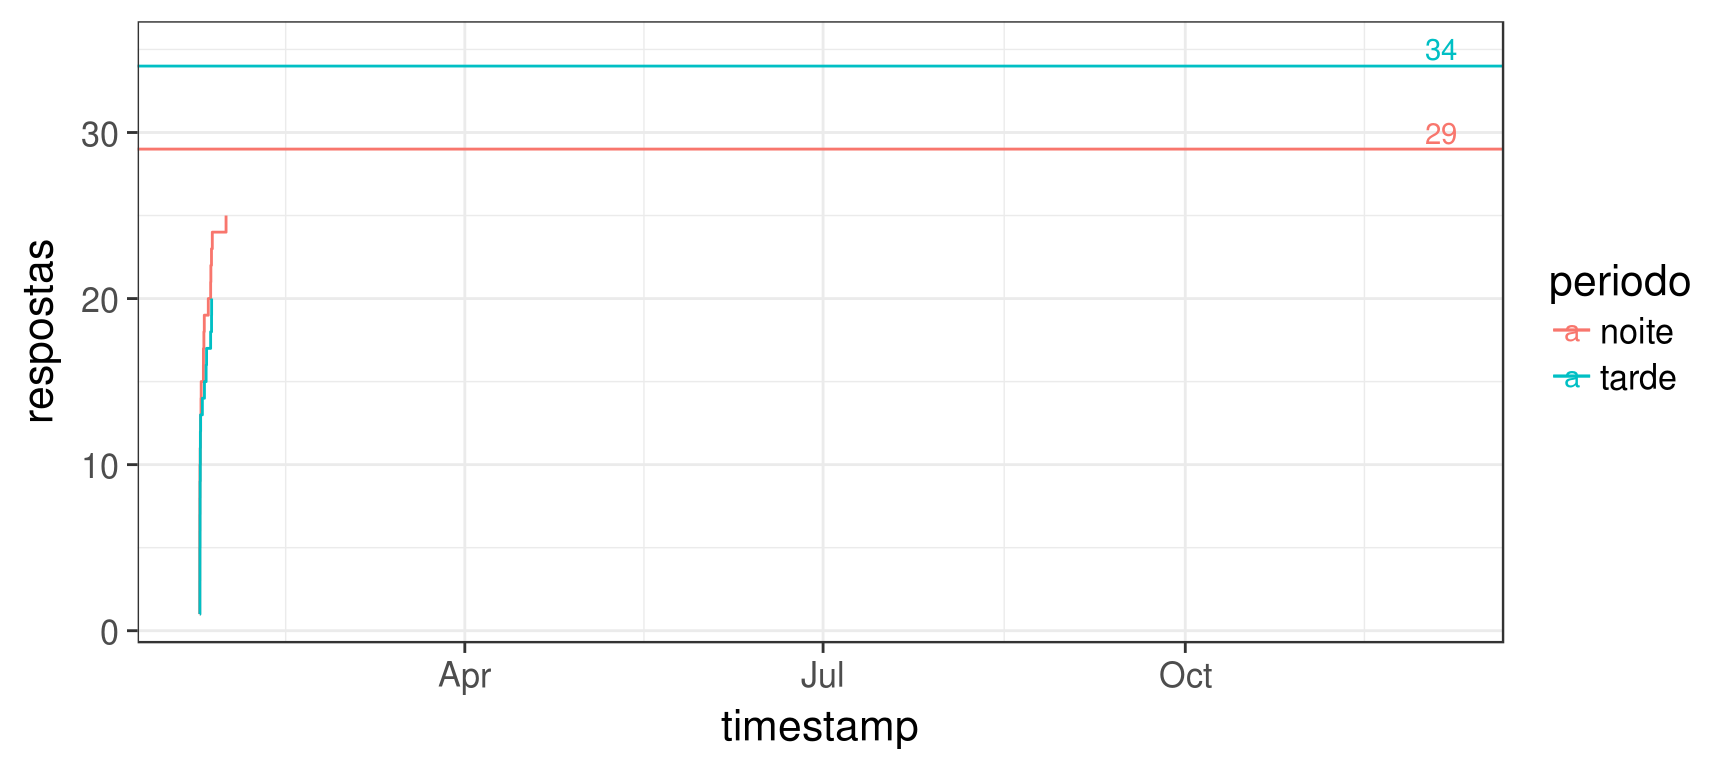 34
29
30
20
10
0
respostas
Apr Jul Oct
timestamp
periodo
a noite
a tarde